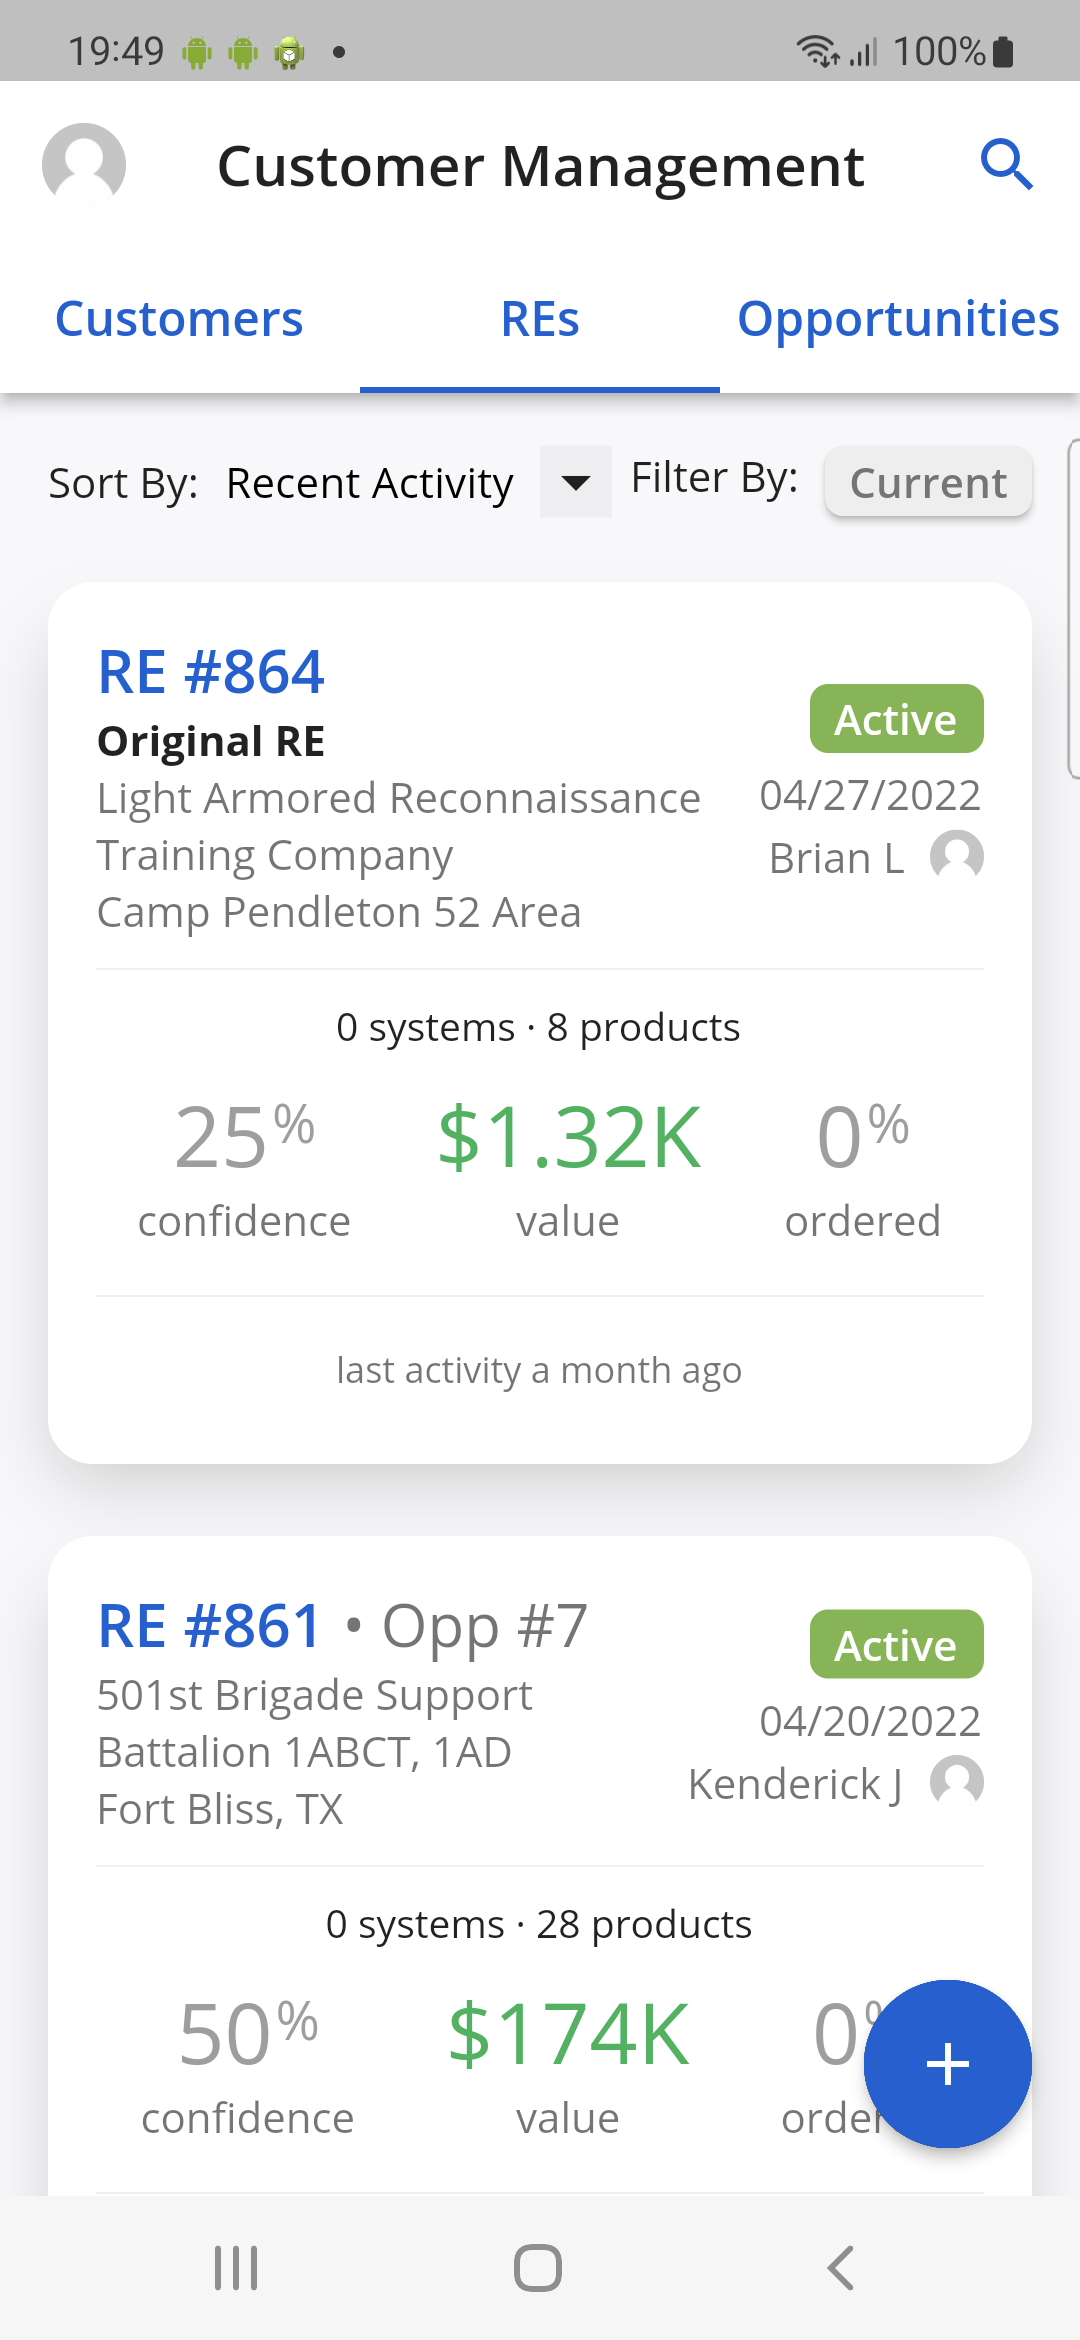 19:49 100%
Customer Management
Customers REs Opportunities
Sort By: Recent Activity Filter By: Current
RE #864
Active
Original RE
Light Armored Reconnaissance
04/27/2022
Training Company
Brian L
Camp Pendleton 52 Area
0 systems · 8 products
25% $1.32K 0%
confidence value ordered
last activity a month ago
RE #861 • Opp #7
Active
501st Brigade Support
04/20/2022
Battalion 1ABCT, 1AD
Kenderick J
Fort Bliss, TX
0 systems · 28 products
50% $174K 0
confidence value